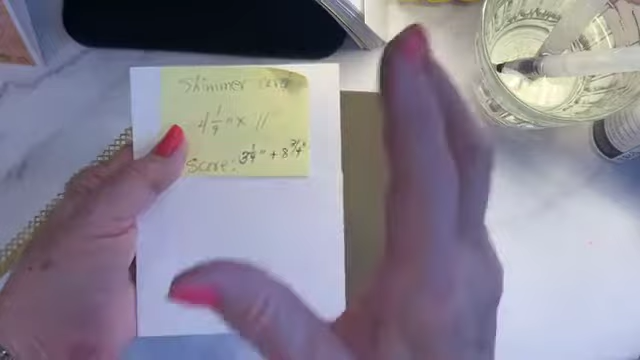 Shimmer card
4 1/4" x 11
Score: 3 1/4" + 8 3/4"